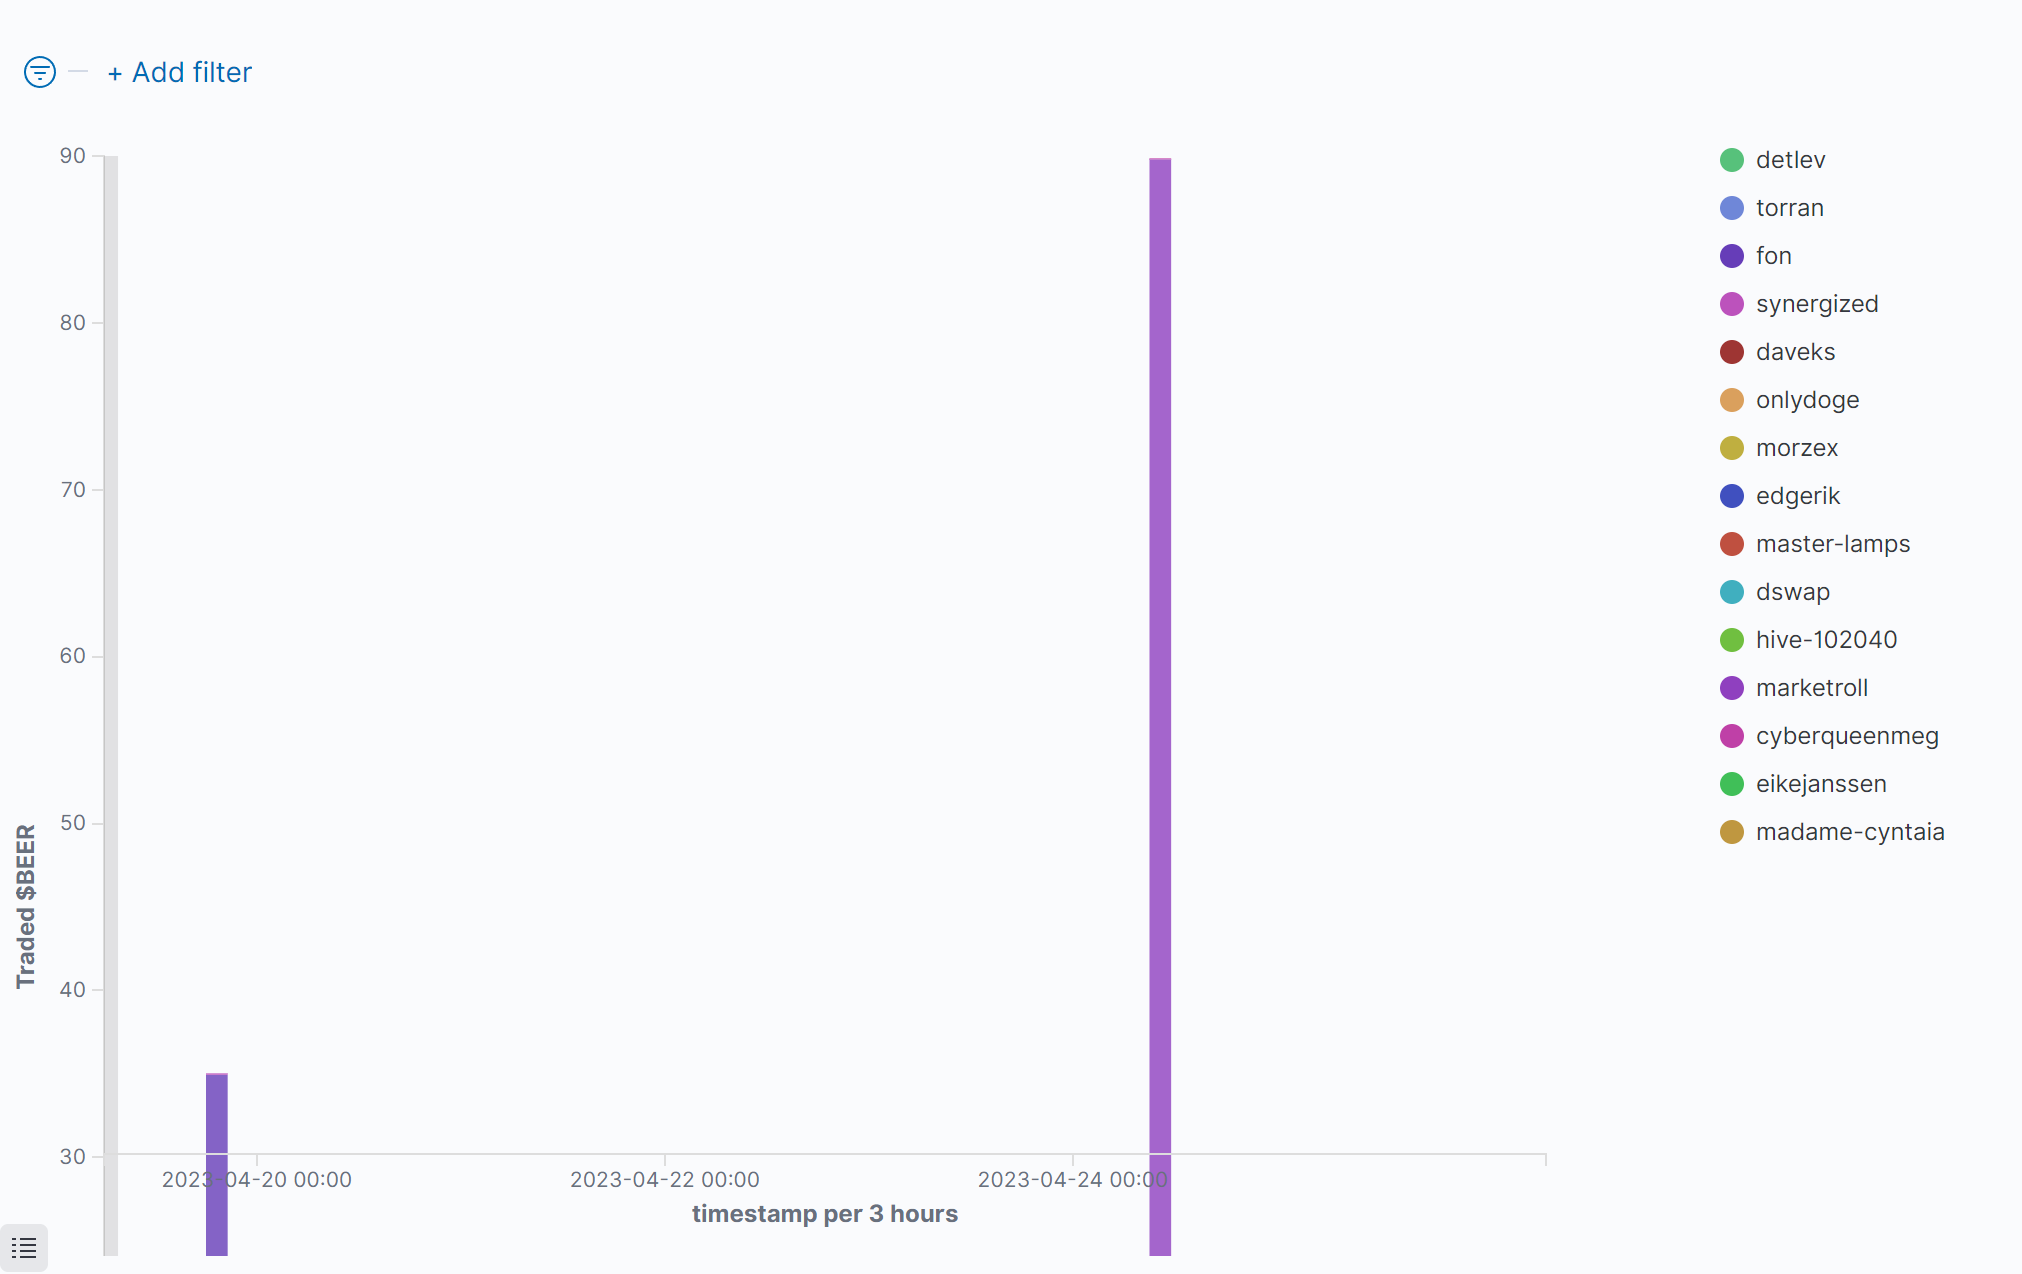 + Add filter
90
80
70
60
50
40
30
Traded $BEER
2023-04-20 00:00
2023-04-22 00:00
2023-04-24 00:00
timestamp per 3 hours
detlev
torran
fon
synergized
daveks
onlydoge
morzex
edgerik
master-lamps
dswap
hive-102040
marketroll
cyberqueenmeg
eikejanssen
madame-cyntaia